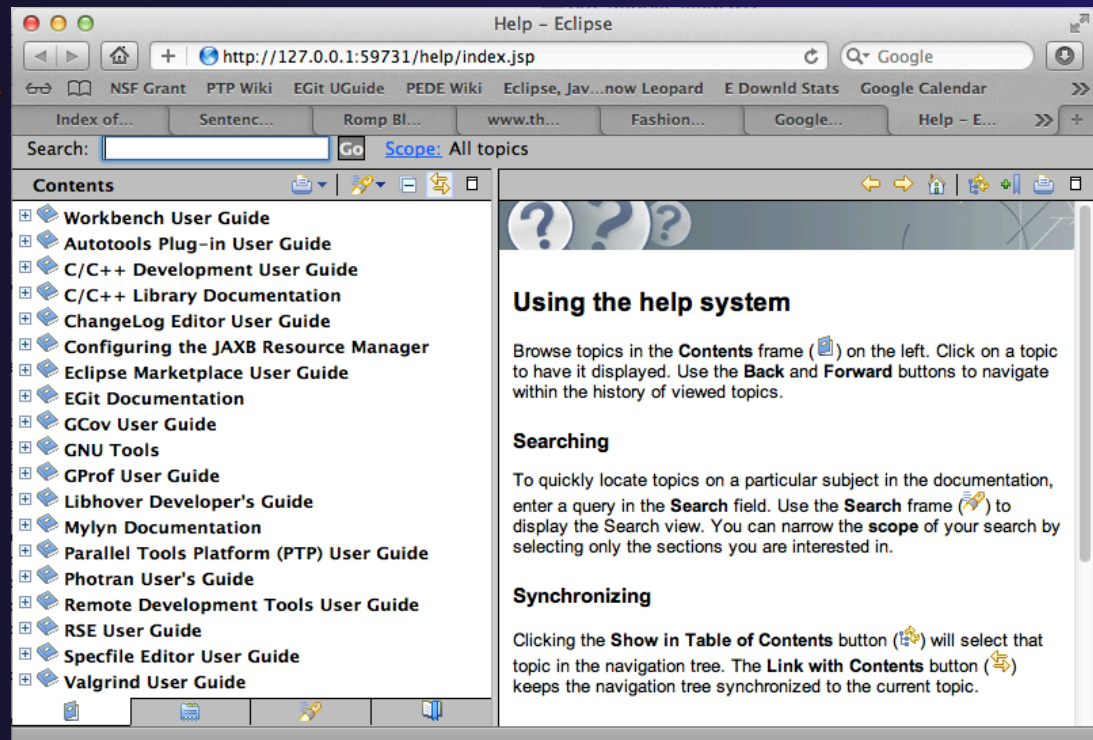 Help – Eclipse
http://127.0.0.1:59731/help/index.jsp
Google
NSF Grant PTP Wiki EGit UGuide PEDE Wiki Eclipse, Jav...now Leopard E Downld Stats Google Calendar
Index of... Sentenc... Romp Bl... www.th... Fashion... Google... Help – E...
Search: Go Scope: All topics
Contents
Workbench User Guide
Autotools Plug-in User Guide
C/C++ Development User Guide
C/C++ Library Documentation
ChangeLog Editor User Guide
Configuring the JAXB Resource Manager
Eclipse Marketplace User Guide
EGit Documentation
GCov User Guide
GNU Tools
GProf User Guide
Libhover Developer's Guide
Mylyn Documentation
Parallel Tools Platform (PTP) User Guide
Photran User's Guide
Remote Development Tools User Guide
RSE User Guide
Specfile Editor User Guide
Valgrind User Guide
Using the help system
Browse topics in the Contents frame ( ) on the left. Click on a topic
to have it displayed. Use the Back and Forward buttons to navigate
within the history of viewed topics.
Searching
To quickly locate topics on a particular subject in the documentation,
enter a query in the Search field. Use the Search frame ( ) to
display the Search view. You can narrow the scope of your search by
selecting only the sections you are interested in.
Synchronizing
Clicking the Show in Table of Contents button ( ) will select that
topic in the navigation tree. The Link with Contents button ( )
keeps the navigation tree synchronized to the current topic.